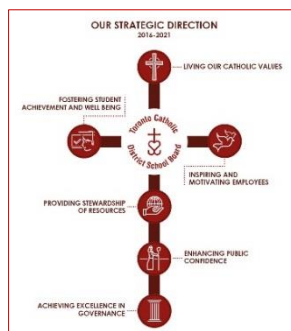 OUR STRATEGIC DIRECTION
2016-2021
LIVING OUR CATHOLIC VALUES
FOSTERING STUDENT
ACHIEVEMENT AND WELL BEING
Toronto Catholic
District School Board
INSPIRING AND
MOTIVATING EMPLOYEES
PROVIDING STEWARDSHIP
OF RESOURCES
ENHANCING PUBLIC
CONFIDENCE
ACHIEVING EXCELLENCE IN
GOVERNANCE